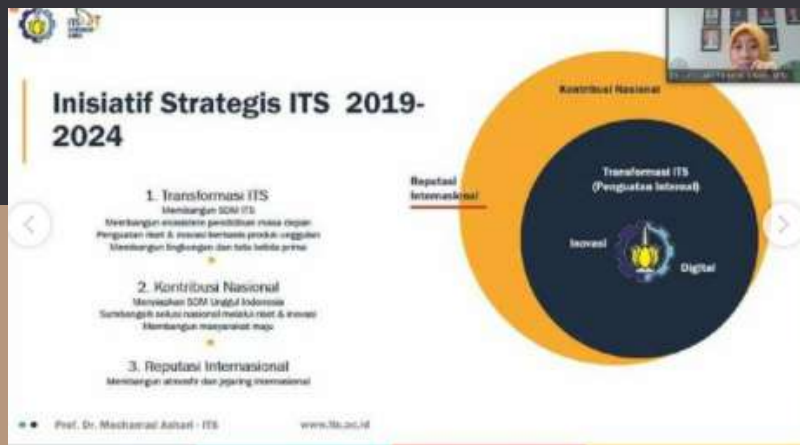 Inisiatif Strategis ITS 2019-
2024
1. Transformasi ITS
Membangun SDM ITS
Membangun ekosistem pendidikan masa depan
Penguatan riset & inovasi berbasis produk unggulan
Membangun lingkungan dan tata kelola prima
2. Kontribusi Nasional
Menyiapkan SDM Unggul Indonesia
Sumbangsih solusi nasional melalui riset & inovasi
Membangun masyarakat maju
3. Reputasi Internasional
Membangun atmosfir dan jejaring internasional
Kontribusi Nasional
Reputasi
Internasional
Transformasi ITS
(Penguatan Internal)
Inovasi
Digital
Prof. Dr. Mochamad Ashari - ITS
www.its.ac.id